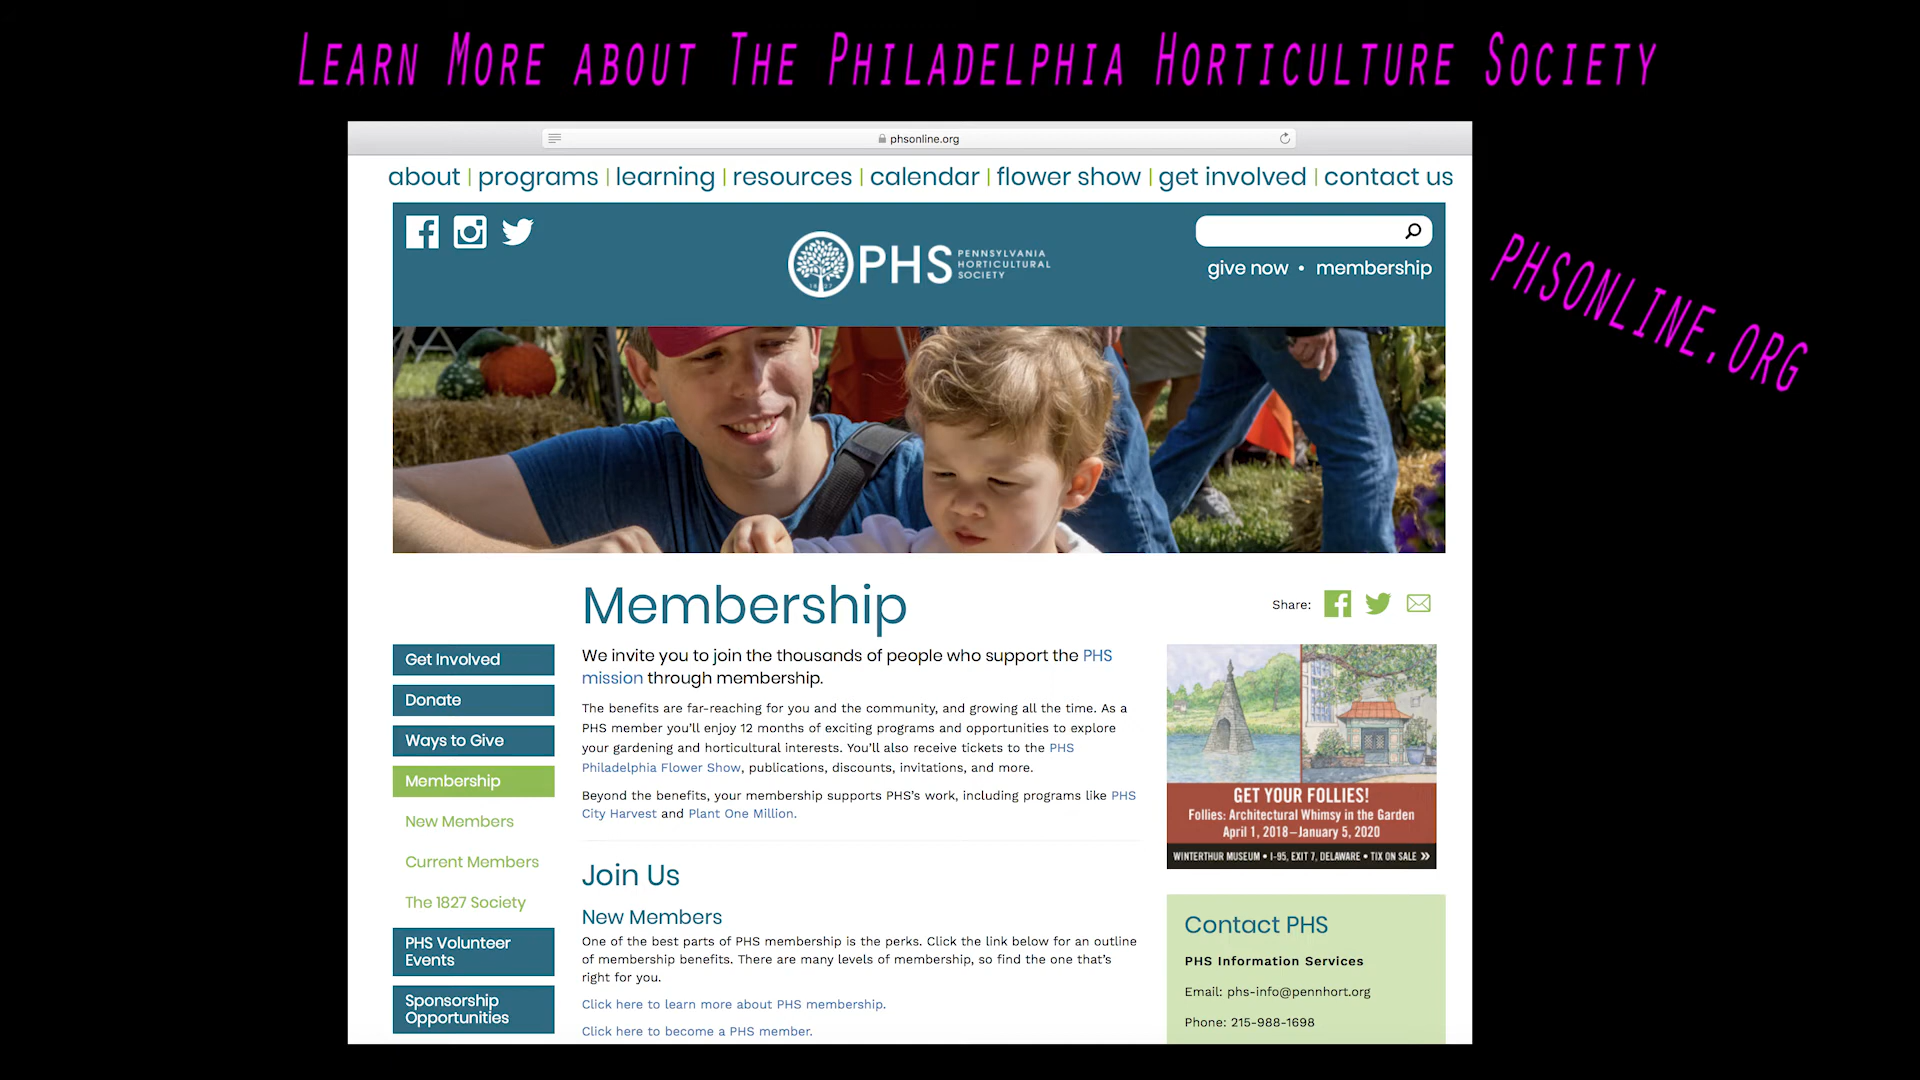 Learn More about The Philadelphia Horticulture Society
phsonline.org
about | programs | learning | resources | calendar | flower show | get involved | contact us
PHSONLINE.ORG
PHS PENNSYLVANIA
HORTICULTURAL
SOCIETY
1827
give now • membership
Membership
Share:
Get Involved
Donate
Ways to Give
Membership
New Members
Current Members
The 1827 Society
PHS Volunteer
Events
Sponsorship
Opportunities
We invite you to join the thousands of people who support the PHS
mission through membership.
The benefits are far-reaching for you and the community, and growing all the time. As a
PHS member you’ll enjoy 12 months of exciting programs and opportunities to explore
your gardening and horticultural interests. You’ll also receive tickets to the PHS
Philadelphia Flower Show, publications, discounts, invitations, and more.
Beyond the benefits, your membership supports PHS’s work, including programs like PHS
City Harvest and Plant One Million.
Join Us
New Members
One of the best parts of PHS membership is the perks. Click the link below for an outline
of membership benefits. There are many levels of membership, so find the one that’s
right for you.
Click here to learn more about PHS membership.
Click here to become a PHS member.
GET YOUR FOLLIES!
Follies: Architectural Whimsy in the Garden
April 1, 2018–January 5, 2020
WINTERTHUR MUSEUM • I-95, EXIT 7, DELAWARE • TIX ON SALE »
Contact PHS
PHS Information Services
Email: phs-info@pennhort.org
Phone: 215-988-1698